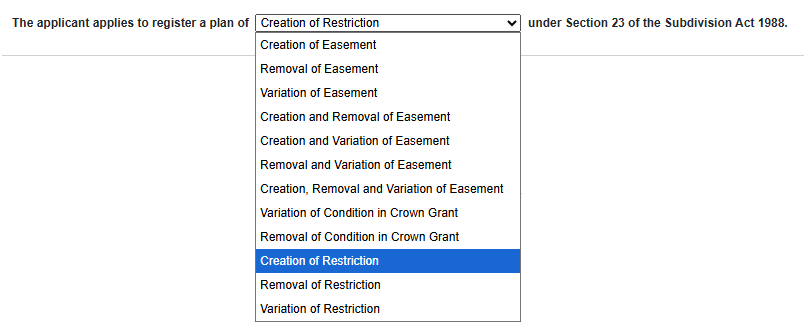 The applicant applies to register a plan of Creation of Restriction under Section 23 of the Subdivision Act 1988.
Creation of Easement
Removal of Easement
Variation of Easement
Creation and Removal of Easement
Creation and Variation of Easement
Removal and Variation of Easement
Creation, Removal and Variation of Easement
Variation of Condition in Crown Grant
Removal of Condition in Crown Grant
Creation of Restriction
Removal of Restriction
Variation of Restriction